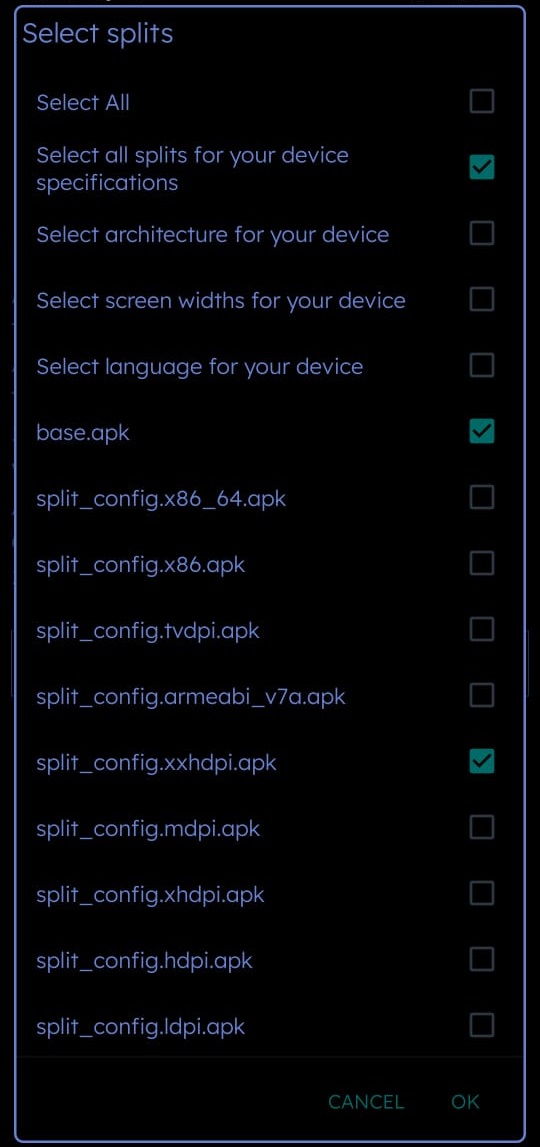 Select splits
Select All
Select all splits for your device
specifications
Select architecture for your device
Select screen widths for your device
Select language for your device
base.apk
split_config.x86_64.apk
split_config.x86.apk
split_config.tvdpi.apk
split_config.armeabi_v7a.apk
split_config.xxhdpi.apk
split_config.mdpi.apk
split_config.xhdpi.apk
split_config.hdpi.apk
split_config.ldpi.apk
CANCEL OK